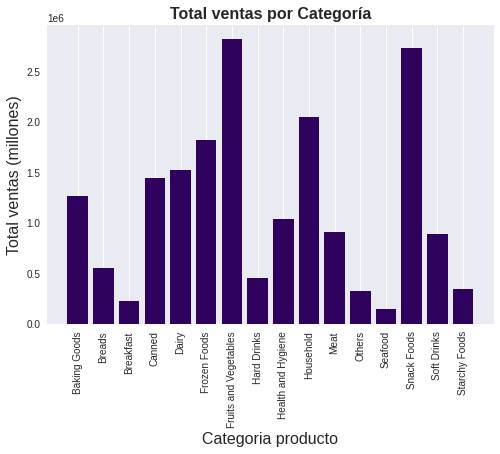 Total ventas por Categoría
1e6
Total ventas (millones)
2.5
2.0
1.5
1.0
0.5
0.0
Baking Goods
Breads
Breakfast
Canned
Dairy
Frozen Foods
Fruits and Vegetables
Hard Drinks
Health and Hygiene
Household
Meat
Others
Seafood
Snack Foods
Soft Drinks
Starchy Foods
Categoria producto